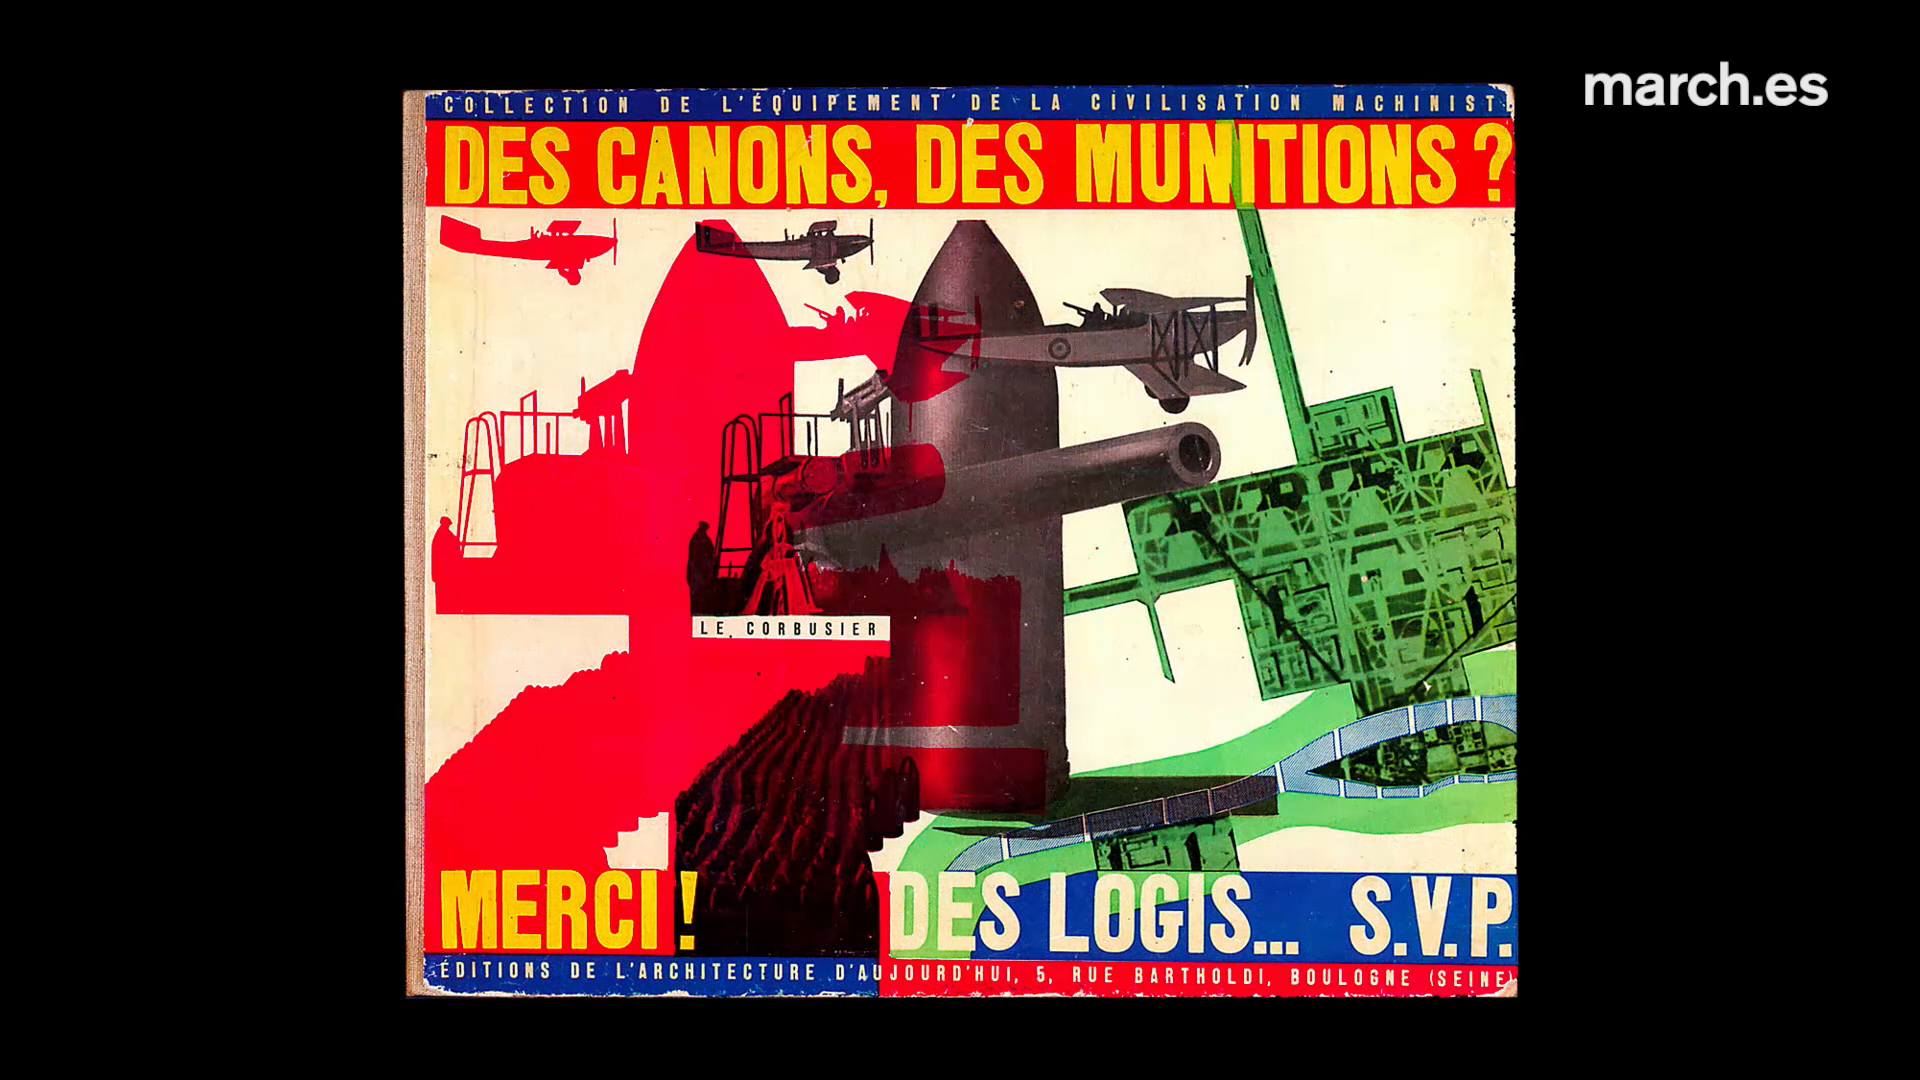 march.es
COLLECTION DE L'ÉQUIPEMENT DE LA CIVILISATION MACHINISTE
DES CANONS, DES MUNITIONS ?
LE CORBUSIER
MERCI ! DES LOGIS... S.V.P.
ÉDITIONS DE L'ARCHITECTURE D'AUJOURD'HUI, 5, RUE BARTHOLDI, BOULOGNE (SEINE)